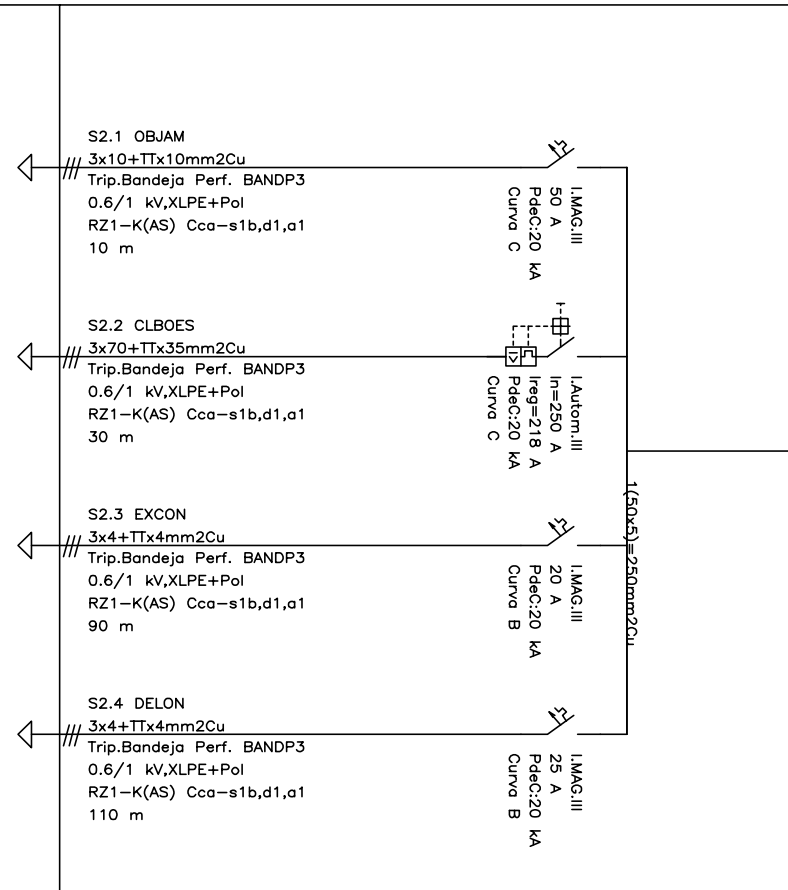 S2.1 OBJAM
3x10+TTx10mm2Cu
Trip.Bandeja Perf. BANDP3
0.6/1 kV,XLPE+Pol
RZ1-K(AS) Cca-s1b,d1,a1
10 m
I.MAG.III
50 A
PdeC:20 kA
Curva C
S2.2 CLBOES
3x70+TTx35mm2Cu
Trip.Bandeja Perf. BANDP3
0.6/1 kV,XLPE+Pol
RZ1-K(AS) Cca-s1b,d1,a1
30 m
I.Autom.III
In=250 A
Ireg=218 A
PdeC:20 kA
Curva C
1(50x5)=250mm2Cu
S2.3 EXCON
3x4+TTx4mm2Cu
Trip.Bandeja Perf. BANDP3
0.6/1 kV,XLPE+Pol
RZ1-K(AS) Cca-s1b,d1,a1
90 m
I.MAG.III
20 A
PdeC:20 kA
Curva B
S2.4 DELON
3x4+TTx4mm2Cu
Trip.Bandeja Perf. BANDP3
0.6/1 kV,XLPE+Pol
RZ1-K(AS) Cca-s1b,d1,a1
110 m
I.MAG.III
25 A
PdeC:20 kA
Curva B